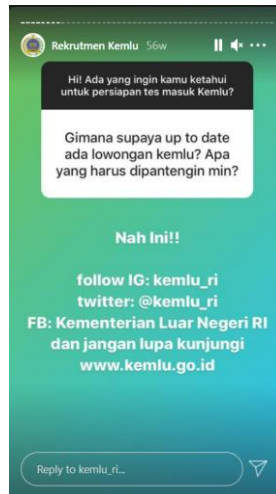 Rekrutmen Kemlu 56w
Hi! Ada yang ingin kamu ketahui
untuk persiapan tes masuk Kemlu?
Gimana supaya up to date
ada lowongan kemlu? Apa
yang harus dipantengin min?
Nah Ini!!
follow IG: kemlu_ri
twitter: @kemlu_ri
FB: Kementerian Luar Negeri RI
dan jangan lupa kunjungi
www.kemlu.go.id
Reply to kemlu_ri...